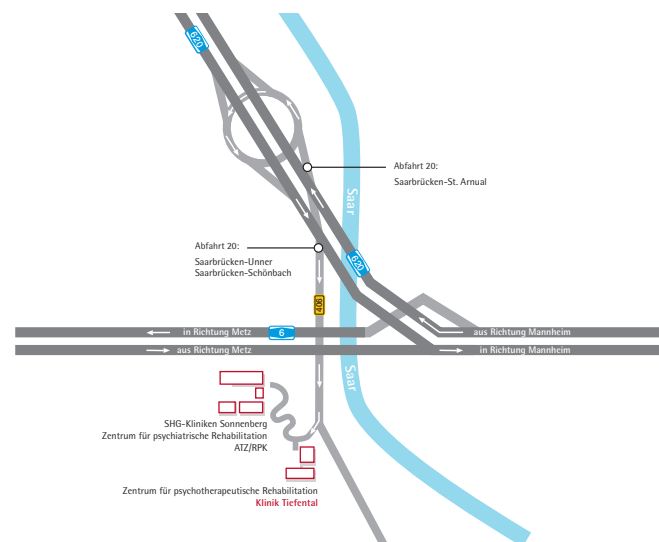 620
Abfahrt 20:
Saarbrücken-St. Arnual
Saar
Abfahrt 20:
Saarbrücken-Unner
Saarbrücken-Schönbach
620
406
in Richtung Metz
6
aus Richtung Mannheim
aus Richtung Metz
in Richtung Mannheim
Saar
SHG-Kliniken Sonnenberg
Zentrum für psychiatrische Rehabilitation
ATZ/RPK
Zentrum für psychotherapeutische Rehabilitation
Klinik Tiefental